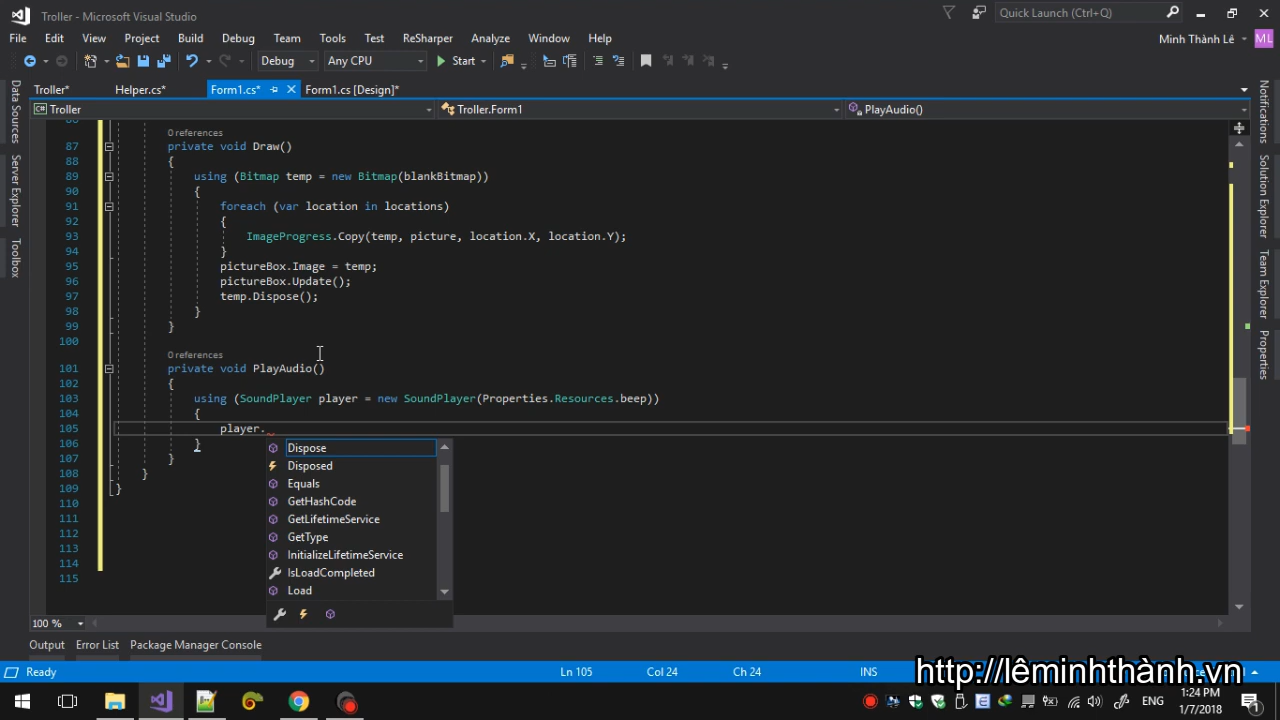 Troller - Microsoft Visual Studio
Quick Launch (Ctrl+Q)
File Edit View Project Build Debug Team Tools Test ReSharper Analyze Window Help
Minh Thành Lê ML
Debug Any CPU Start
Troller* Helper.cs* Form1.cs* Form1.cs [Design]*
Troller Troller.Form1 PlayAudio()
Data Sources
Server Explorer
Toolbox
Notifications
Solution Explorer
Team Explorer
Properties
86
0 references
87 private void Draw()
88 {
89 using (Bitmap temp = new Bitmap(blankBitmap))
90 {
91 foreach (var location in locations)
92 {
93 ImageProgress.Copy(temp, picture, location.X, location.Y);
94 }
95 pictureBox.Image = temp;
96 pictureBox.Update();
97 temp.Dispose();
98 }
99 }
100
0 references
101 private void PlayAudio()
102 {
103 using (SoundPlayer player = new SoundPlayer(Properties.Resources.beep))
104 {
105 player.
106 }
107 }
108 }
109 }
110
111
112
113
114
115
Dispose
Disposed
Equals
GetHashCode
GetLifetimeService
GetType
InitializeLifetimeService
IsLoadCompleted
Load
100 %
Output Error List Package Manager Console
Ready Ln 105 Col 24 Ch 24 INS
http://lêminhthành.vn
ENG
1:24 PM
1/7/2018
1